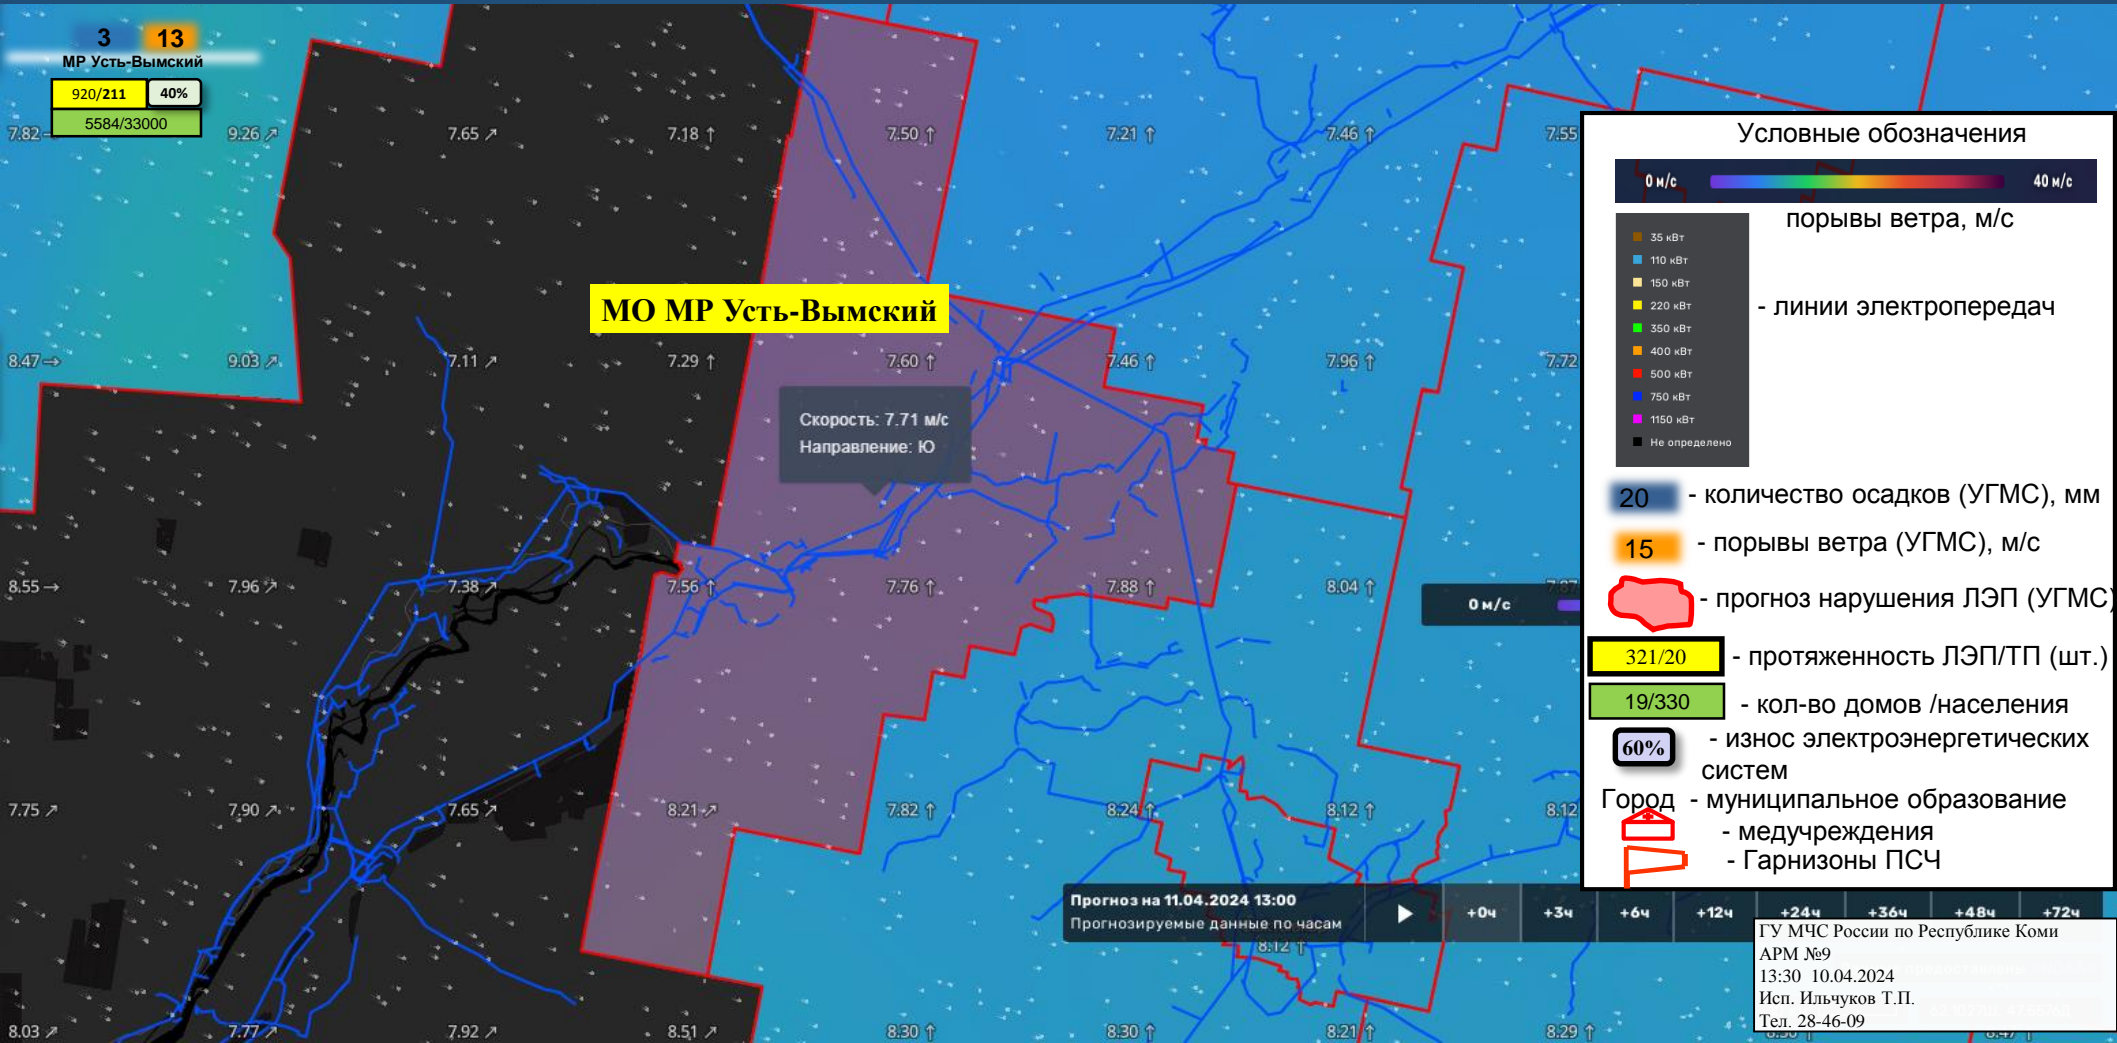 3 13
МР Усть-Вымский
920/211 40%
5584/33000
7.82 9.26 ↗ 7.65 ↗ 7.18 ↑ 7.50 ↑ 7.21 ↑ 7.46 ↑ 7.55
МО МР Усть-Вымский
8.47 → 9.03 ↗ 7.11 ↗ 7.29 ↑ 7.60 ↑ 7.46 ↑ 7.96 ↑ 7.72
Скорость: 7.71 м/с
Направление: Ю
8.55 → 7.96 ↗ 7.38 ↗ 7.56 ↑ 7.76 ↑ 7.88 ↑ 8.04 ↑
0 м/с
7.75 ↗ 7.90 ↗ 7.65 ↗ 8.21 ↗ 7.82 ↑ 8.24 ↑ 8.12 ↑ 8.12
8.12 ↑
8.03 ↗ 7.77 ↗ 7.92 ↗ 8.51 ↗ 8.30 ↑ 8.30 ↑ 8.21 ↑ 8.29 ↑
Условные обозначения
0 м/с 40 м/с
порывы ветра, м/с
35 кВт
110 кВт
150 кВт
220 кВт
350 кВт
400 кВт
500 кВт
750 кВт
1150 кВт
Не определено
- линии электропередач
20 - количество осадков (УГМС), мм
15 - порывы ветра (УГМС), м/с
- прогноз нарушения ЛЭП (УГМС)
321/20 - протяженность ЛЭП/ТП (шт.)
19/330 - кол-во домов /населения
60% - износ электроэнергетических
систем
Город - муниципальное образование
- медучреждения
- Гарнизоны ПСЧ
Прогноз на 11.04.2024 13:00
Прогнозируемые данные по часам
+0ч +3ч +6ч +12ч +24ч +36ч +48ч +72ч
ГУ МЧС России по Республике Коми
АРМ №9
13:30 10.04.2024
Исп. Ильчуков Т.П.
Тел. 28-46-09